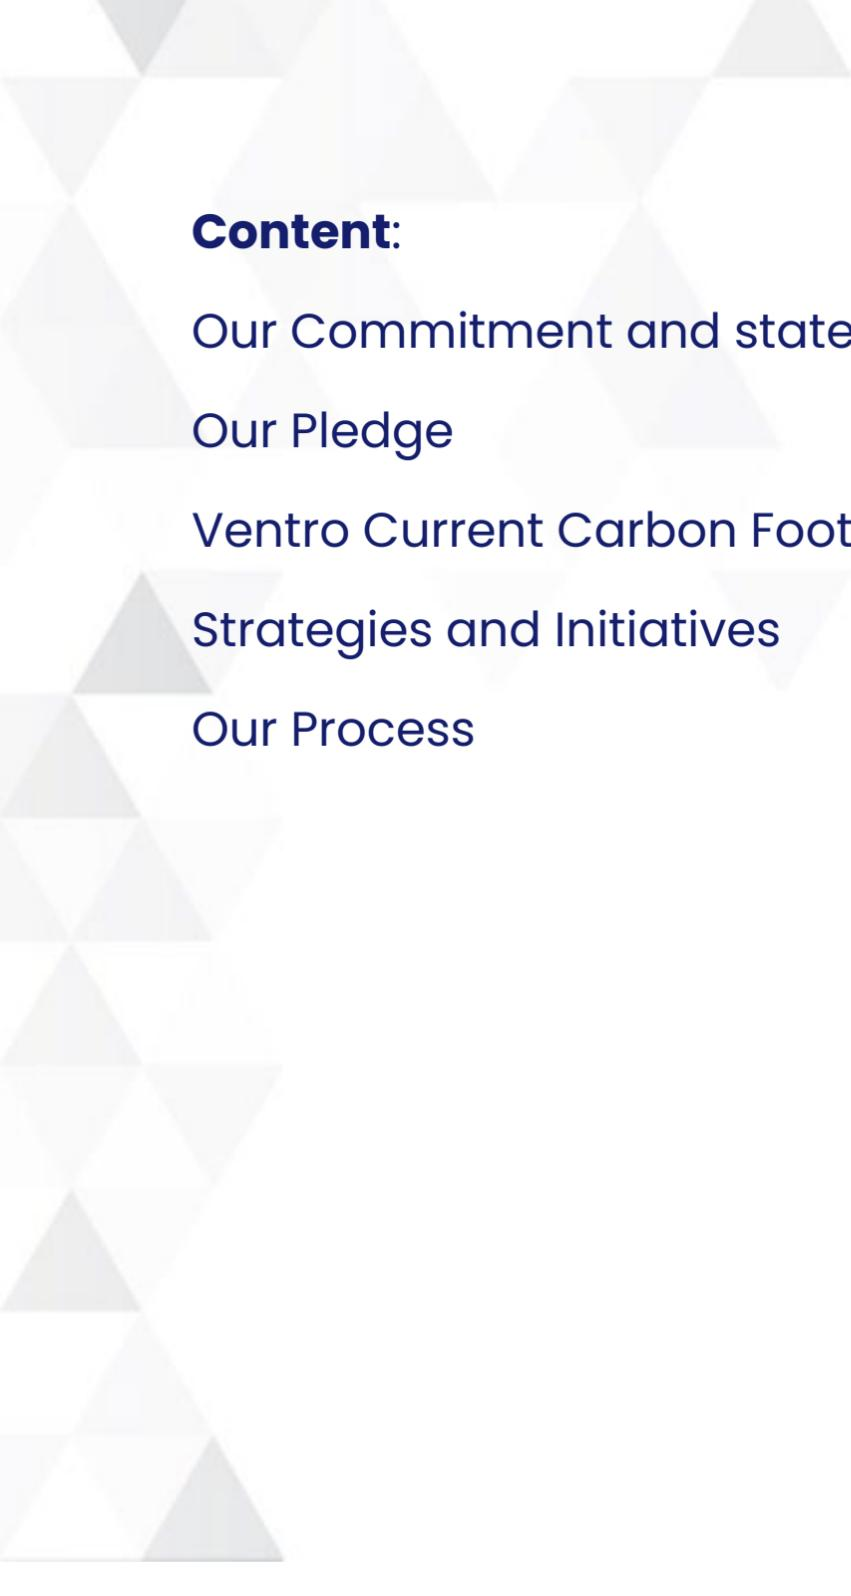 Content:
Our Commitment and state
Our Pledge
Ventro Current Carbon Foot
Strategies and Initiatives
Our Process